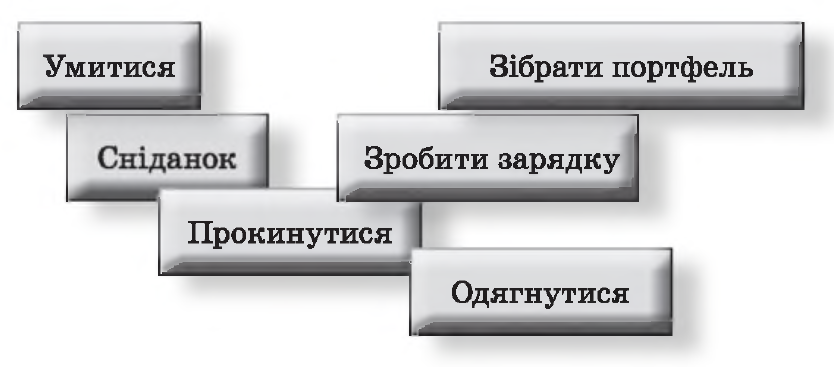 Умитися
Зібрати портфель
Сніданок
Зробити зарядку
Прокинутися
Одягнутися